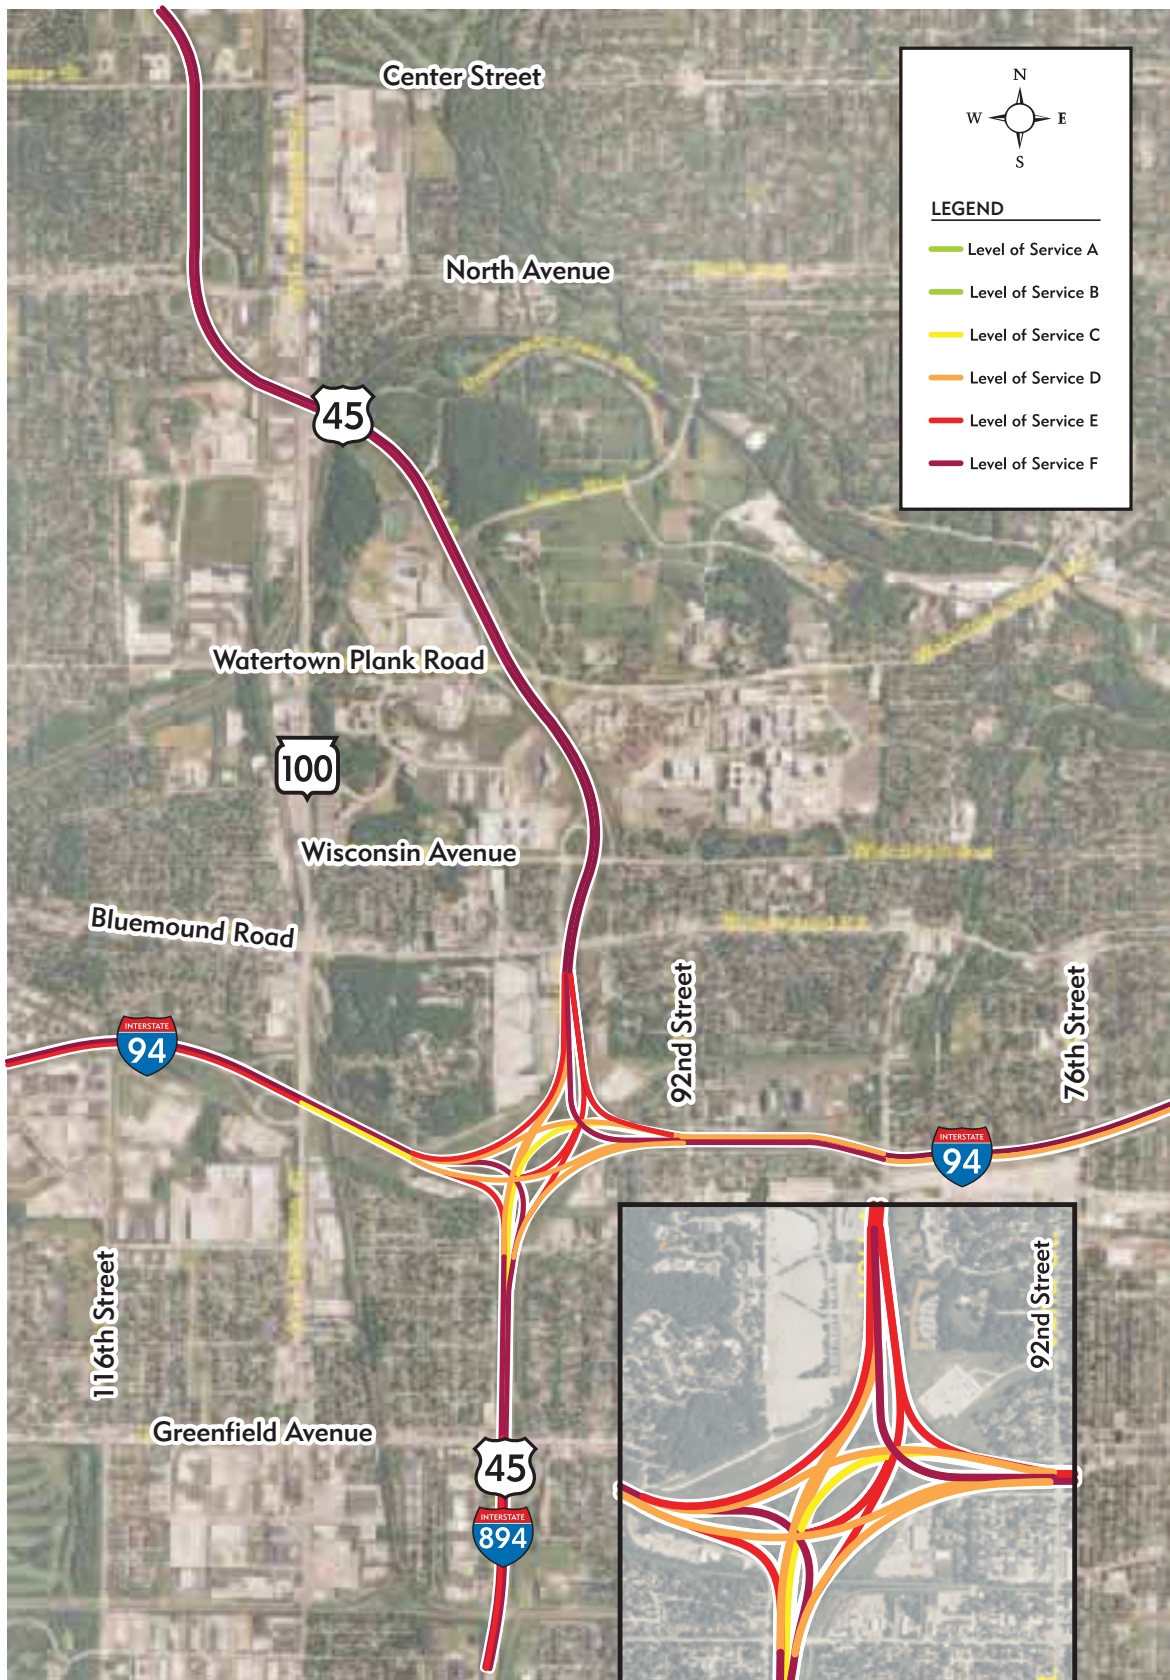 Center Street
N
W
E
S
LEGEND
Level of Service A
Level of Service B
Level of Service C
Level of Service D
Level of Service E
Level of Service F
North Avenue
45
Watertown Plank Road
100
Wisconsin Avenue
Bluemound Road
92nd Street
76th Street
INTERSTATE
94
INTERSTATE
94
116th Street
92nd Street
Greenfield Avenue
45
INTERSTATE
894